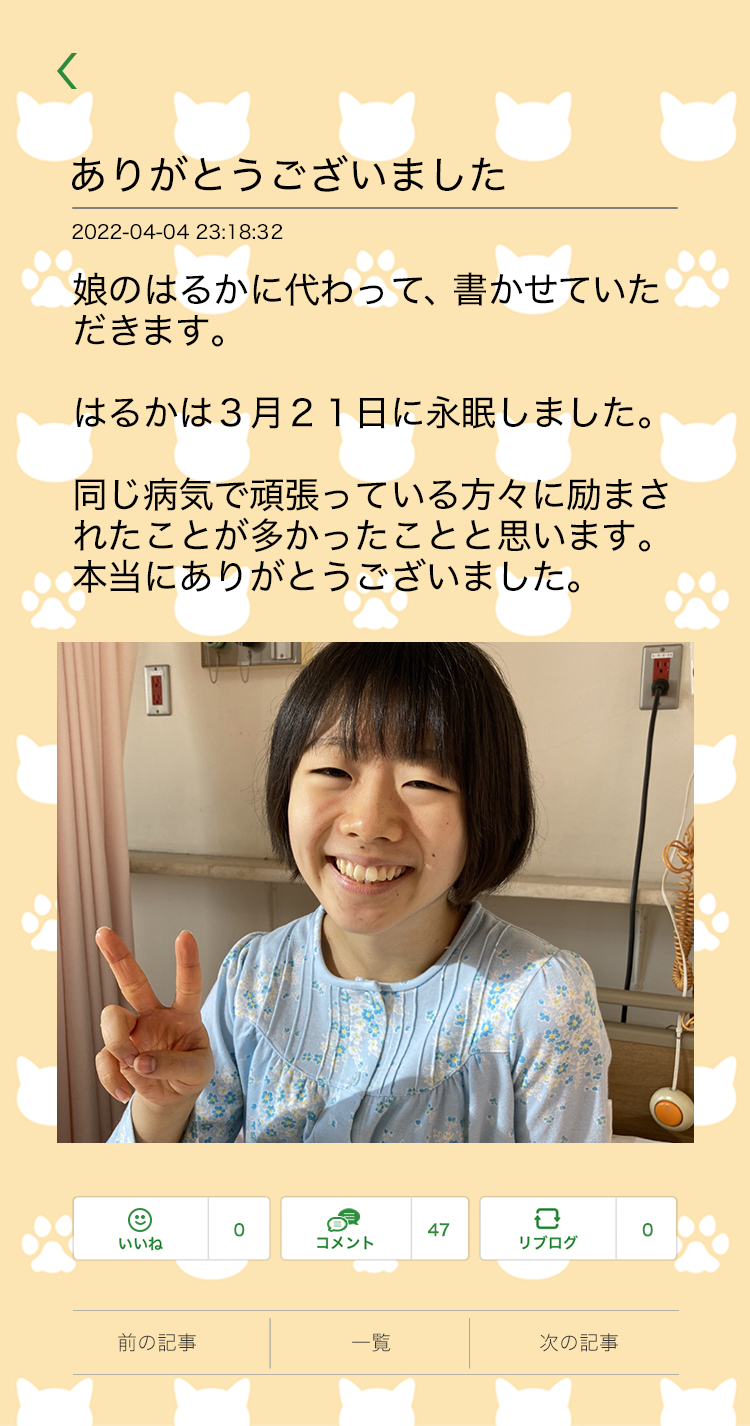 ありがとうございました
2022-04-04 23:18:32
娘のはるかに代わって、書かせていた
だきます。
はるかは３月２１日に永眠しました。
同じ病気で頑張っている方々に励まさ
れたことが多かったことと思います。
本当にありがとうございました。
いいね
0
コメント
47
リブログ
0
前の記事
一覧
次の記事